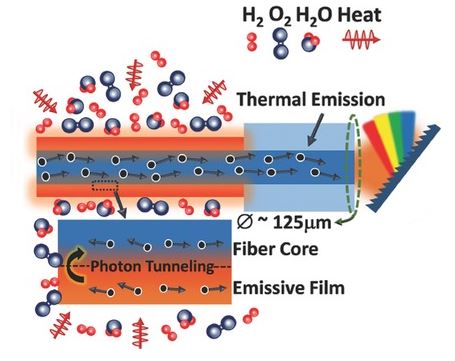 H2 O2 H2O Heat
Thermal Emission
Ø ~ 125μm
Fiber Core
Photon Tunneling
Emissive Film